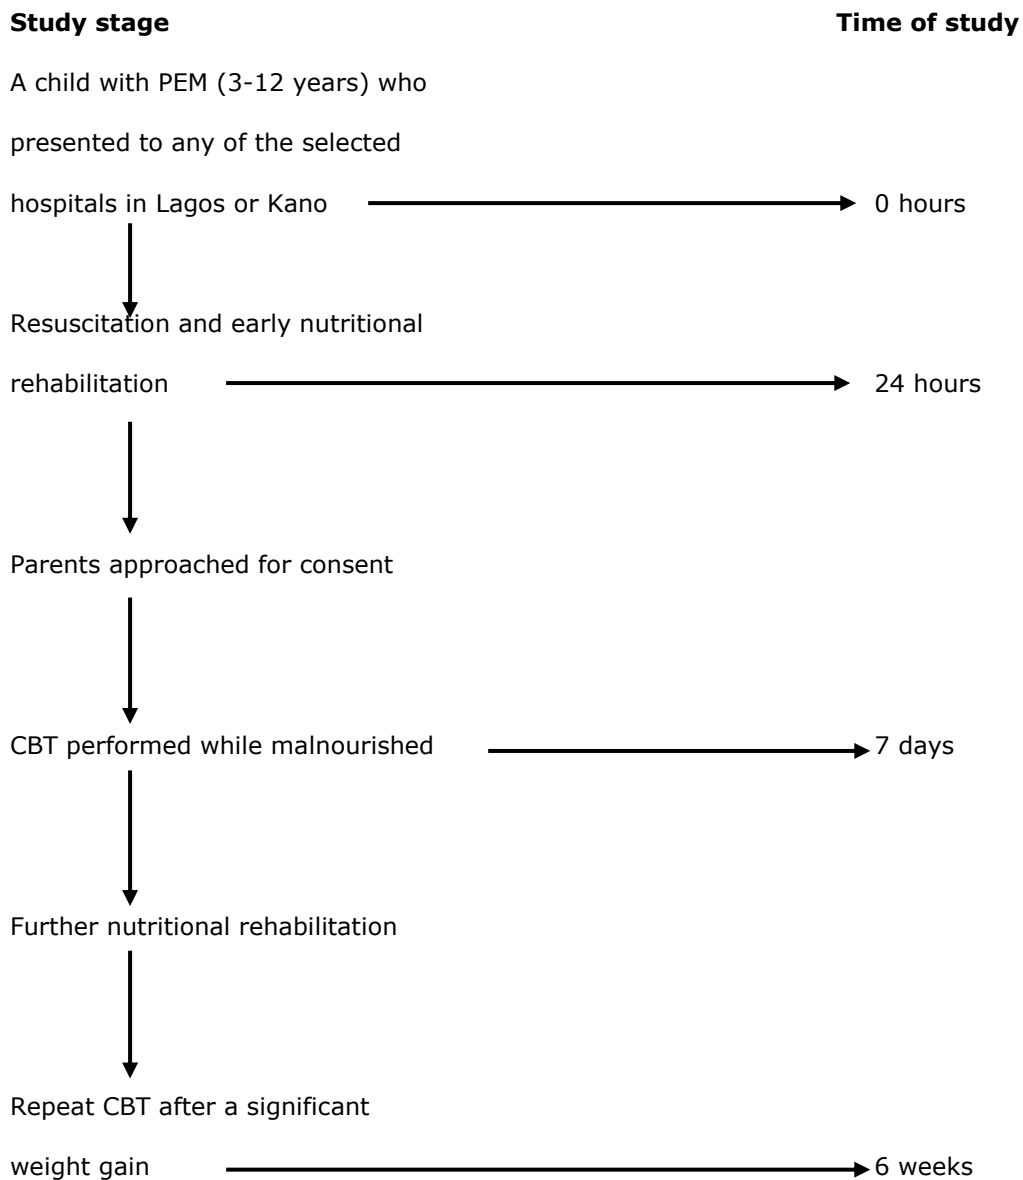 Study stage Time of study
A child with PEM (3-12 years) who
presented to any of the selected
hospitals in Lagos or Kano 0 hours
Resuscitation and early nutritional
rehabilitation 24 hours
Parents approached for consent
CBT performed while malnourished 7 days
Further nutritional rehabilitation
Repeat CBT after a significant
weight gain 6 weeks